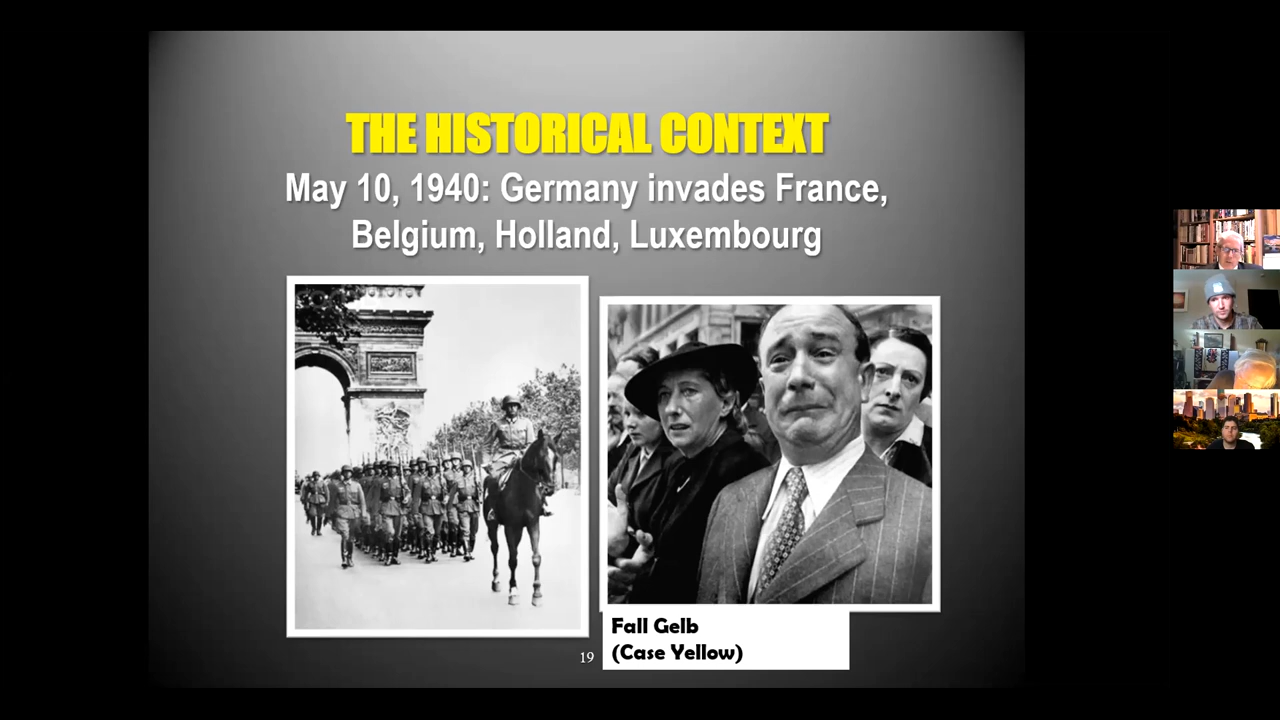 THE HISTORICAL CONTEXT
May 10, 1940: Germany invades France,
Belgium, Holland, Luxembourg
Fall Gelb
(Case Yellow)
19